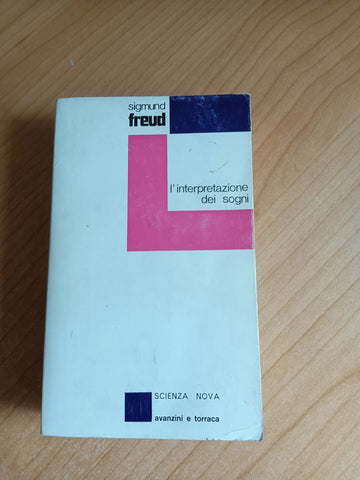 sigmund
freud
l'interpretazione
dei sogni
SCIENZA NOVA
avanzini e torraca